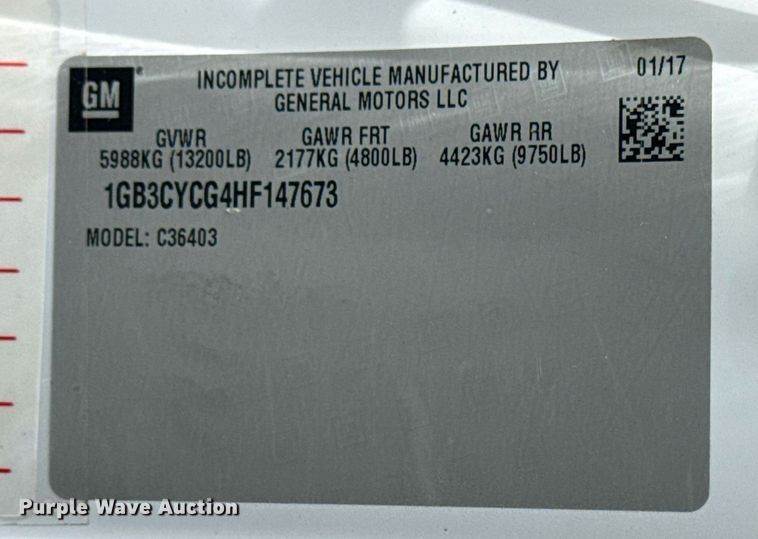 GM
INCOMPLETE VEHICLE MANUFACTURED BY 01/17
GENERAL MOTORS LLC
GVWR GAWR FRT GAWR RR
5988KG (13200LB) 2177KG (4800LB) 4423KG (9750LB)
1GB3CYCG4HF147673
MODEL: C36403
Purple Wave Auction